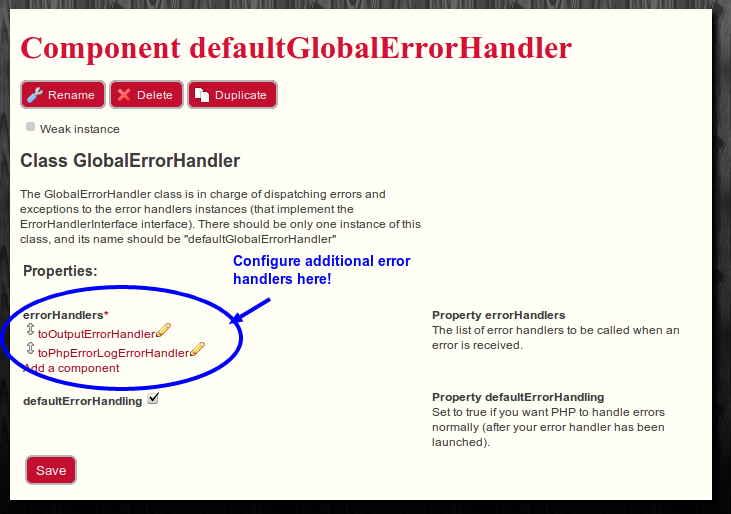 Component defaultGlobalErrorHandler
Rename Delete Duplicate
Weak instance
Class GlobalErrorHandler
The GlobalErrorHandler class is in charge of dispatching errors and
exceptions to the error handlers instances (that implement the
ErrorHandlerInterface interface). There should be only one instance of this
class, and its name should be "defaultGlobalErrorHandler"
Configure additional error
handlers here!
Properties:
errorHandlers*
toOutputErrorHandler
toPhpErrorLogErrorHandler
Add a component
Property errorHandlers
The list of error handlers to be called when an
error is received.
defaultErrorHandling
Property defaultErrorHandling
Set to true if you want PHP to handle errors
normally (after your error handler has been
launched).
Save